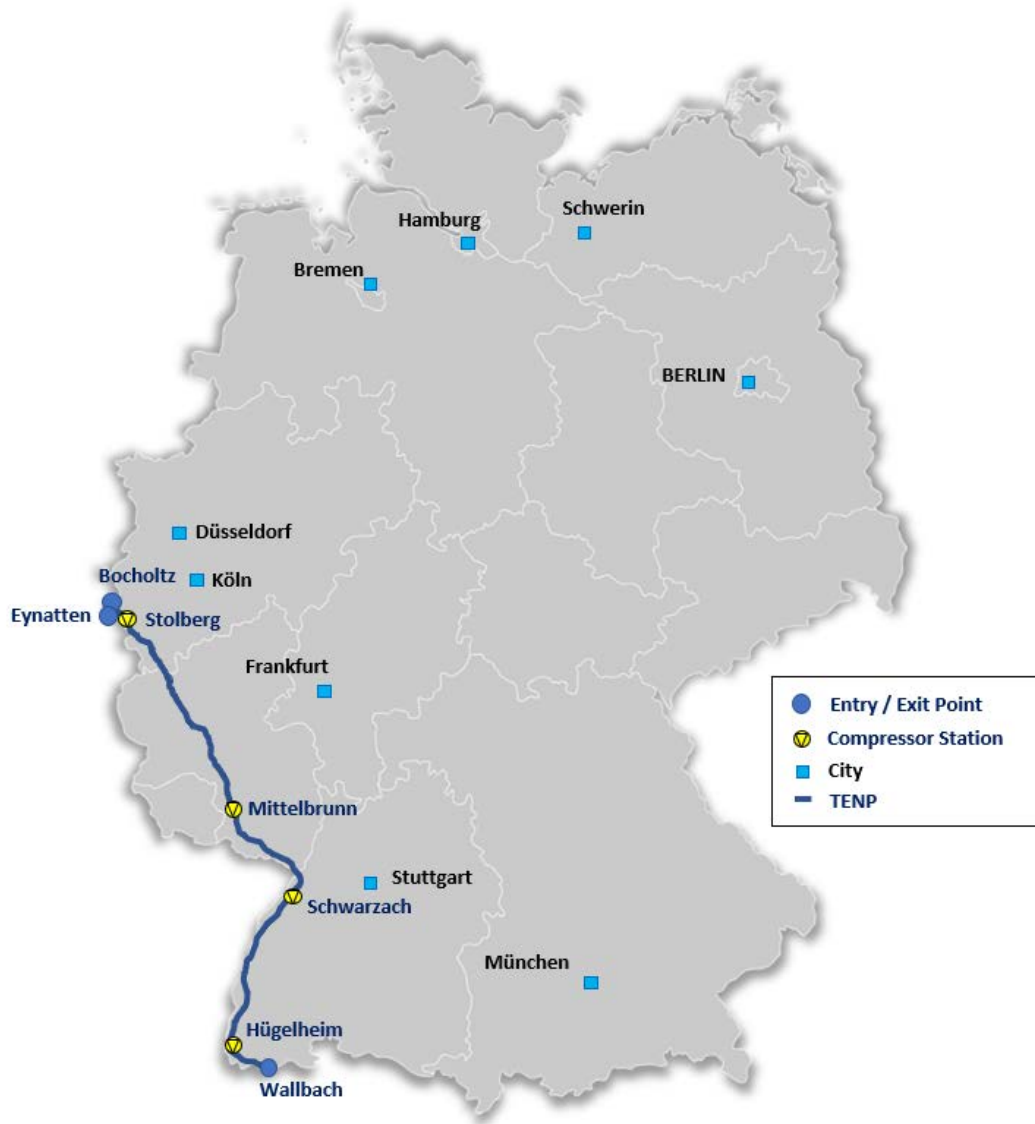 Schwerin
Hamburg
Bremen
BERLIN
Düsseldorf
Bocholtz
Köln
Eynatten
Stolberg
Frankfurt
Entry / Exit Point
Compressor Station
City
TENP
Mittelbrunn
Stuttgart
Schwarzach
München
Hügelheim
Wallbach